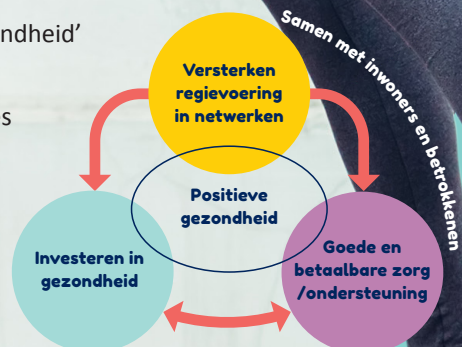 ndheid’
es
Samen met inwoners en betrokkenen
Versterken
regievoering
in netwerken
Positieve
gezondheid
Investeren in
gezondheid
Goede en
betaalbare zorg
/ondersteuning